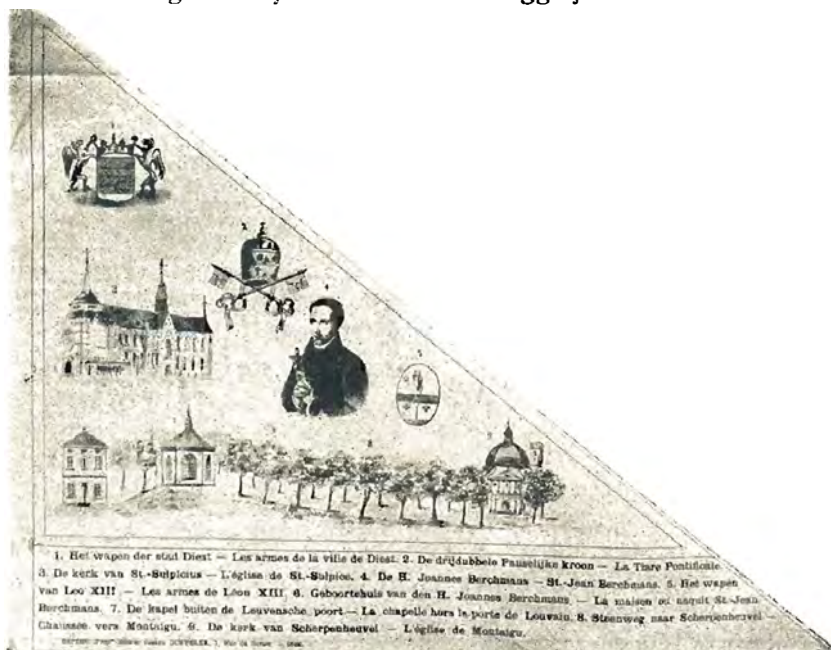 1. Het wapen der stad Diest — Les armes de la ville de Diest. 2. De drijdubbele Pauselijke kroon — La Tiare Pontificale
3. De kerk van St.-Sulpicius — L'église de St.-Sulpice. 4. De H. Joannes Berchmans — St.-Jean Berchmans. 5. Het wapen
van Leo XIII — Les armes de Léon XIII. 6. Geboortehuis van den H. Joannes Berchmans. — La maison où naquit St.-Jean
Berchmans. 7. De kapel buiten de Leuvensche poort — La chapelle hors la porte de Louvain. 8. Steenweg naar Scherpenheuvel —
Chaussée vers Montaigu. 9. De kerk van Scherpenheuvel — L'église de Montaigu.